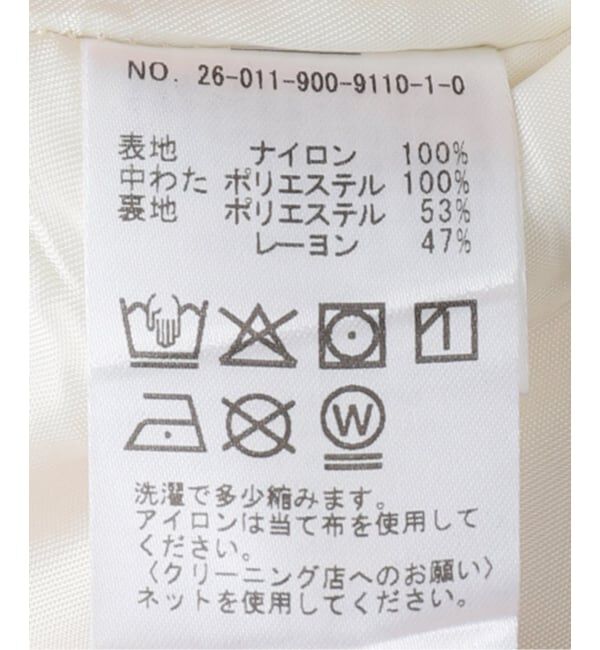 NO. 26-011-900-9110-1-0
表地 ナイロン 100%
中わた ポリエステル 100%
裏地 ポリエステル 53%
レーヨン 47%
W
洗濯で多少縮みます。
アイロンは当て布を使用して
ください。
〈クリーニング店へのお願い〉
ネットを使用してください。